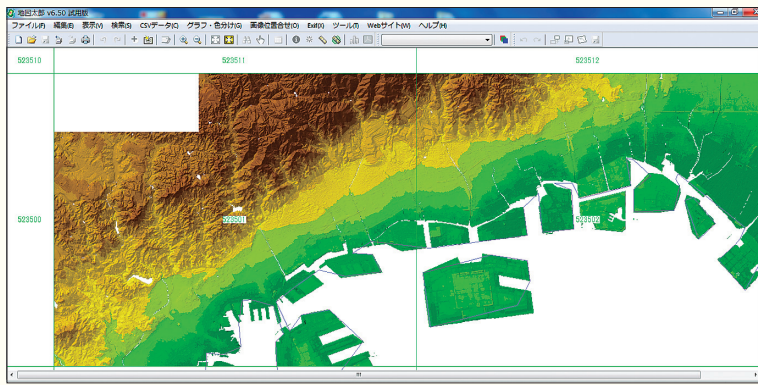 地図太郎 v6.50 試用版
ファイル(F) 編集(E) 表示(V) 検索(S) CSVデータ(C) グラフ・色分け(G) 画像位置合せ(O) Exif(I) ツール(T) Webサイト(W) ヘルプ(H)
523510 523511 523512
523500 523501 523502